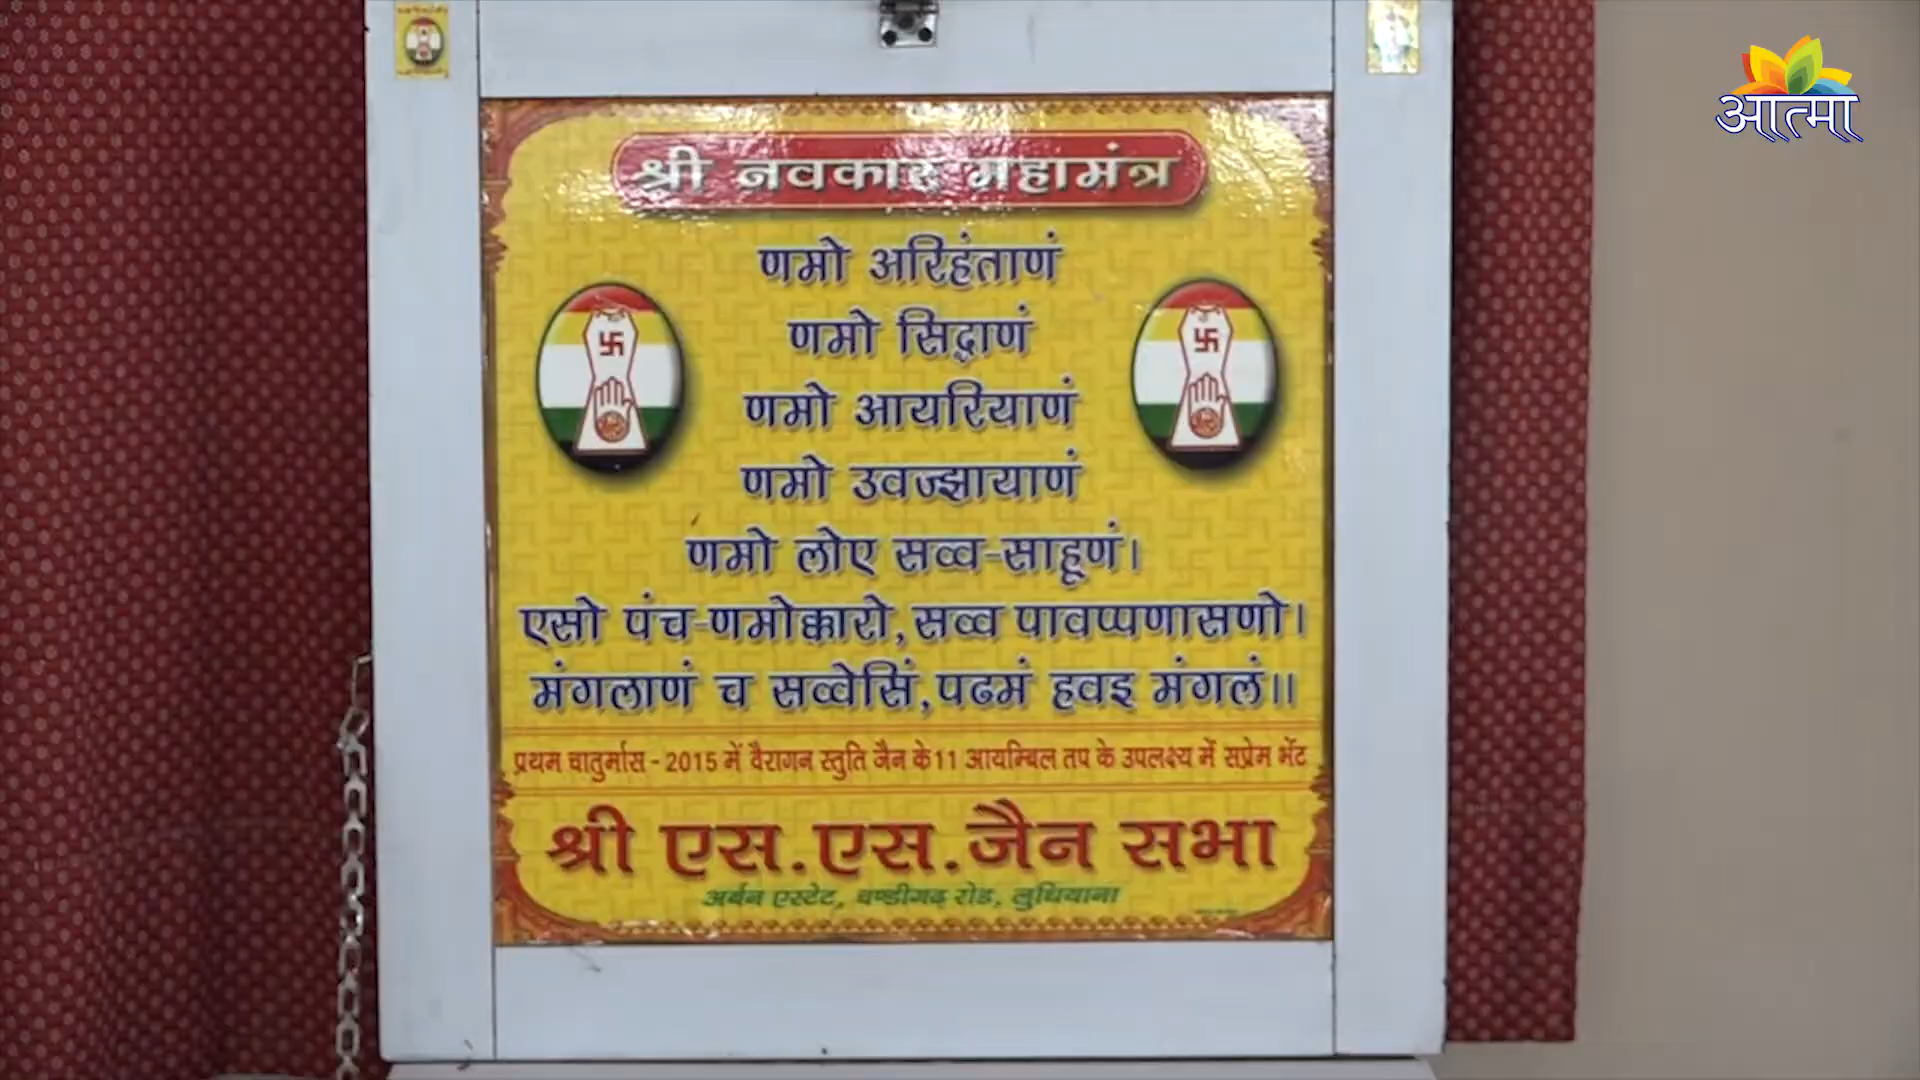 आत्मा
श्री नवकार महामंत्र
णमो अरिहंताणं
णमो सिद्धाणं
णमो आयरियाणं
णमो उवज्झायाणं
णमो लोए सव्व-साहूणं।
एसो पंच-णमोक्कारो, सव्व पावप्पणासणो।
मंगलाणं च सव्वेसिं, पढमं हवइ मंगलं।।
प्रथम चातुर्मास - 2015 में वैरागन स्तुति जैन के 11 आयम्बिल तप के उपलक्ष्य में सप्रेम भेंट
श्री एस.एस.जैन सभा
अर्बन एस्टेट, चण्डीगढ़ रोड, लुधियाना